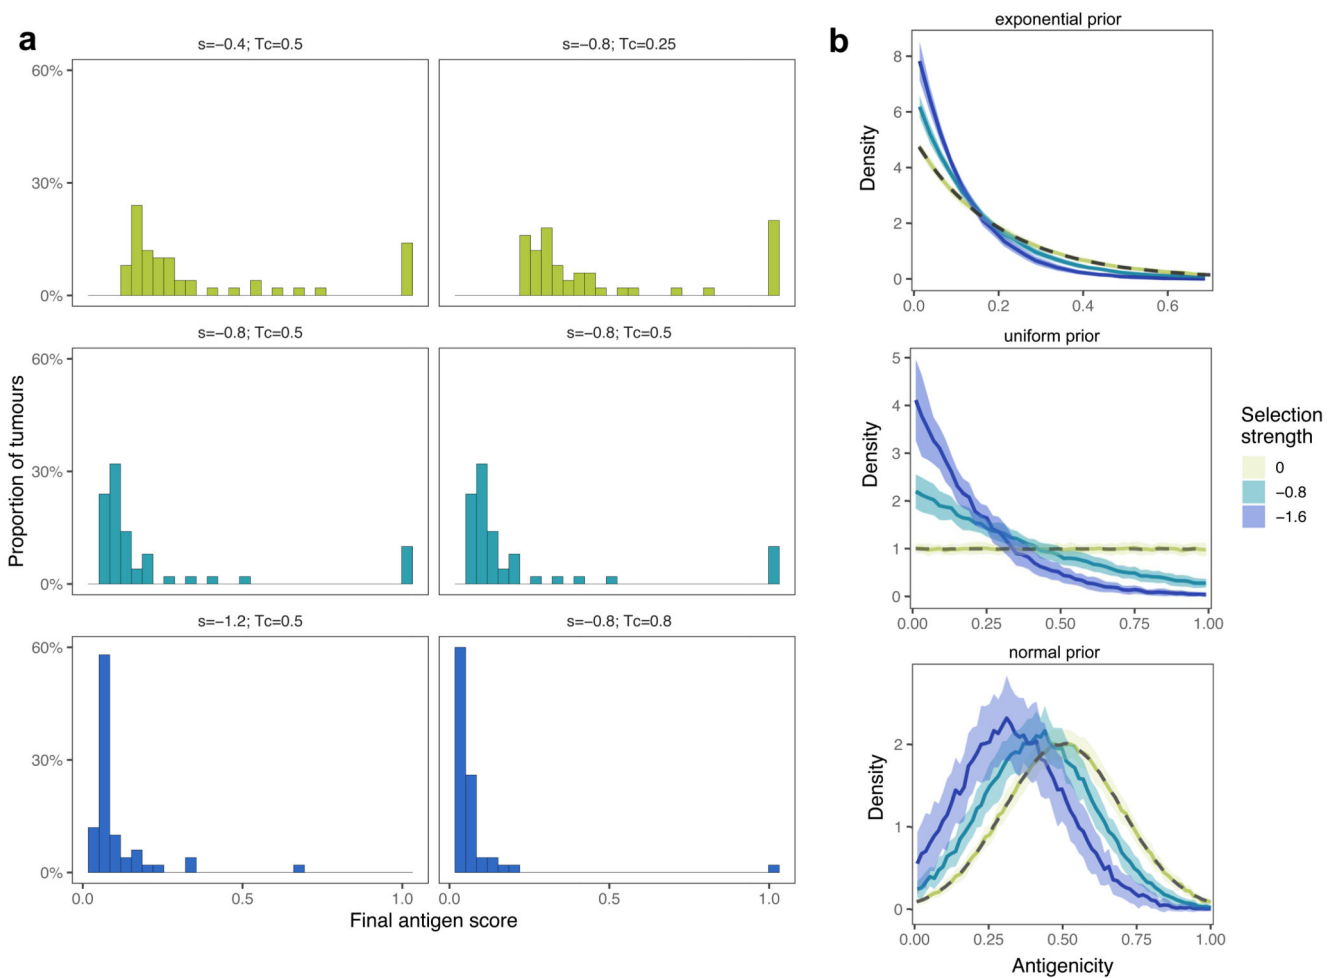 a
s=−0.4; Tc=0.5
s=−0.8; Tc=0.25
60%
30%
0%
s=−0.8; Tc=0.5
s=−0.8; Tc=0.5
60%
30%
0%
s=−1.2; Tc=0.5
s=−0.8; Tc=0.8
60%
30%
0%
0.0 0.5 1.0
0.0 0.5 1.0
Proportion of tumours
Final antigen score
b
exponential prior
Density
8
6
4
2
0
0.0 0.2 0.4 0.6
uniform prior
Density
5
4
3
2
1
0
0.00 0.25 0.50 0.75 1.00
normal prior
Density
2
1
0
0.00 0.25 0.50 0.75 1.00
Antigenicity
Selection
strength
0
−0.8
−1.6